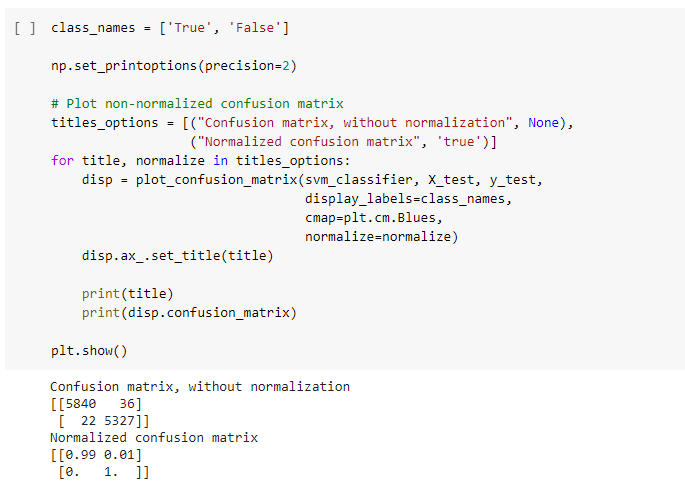 [ ] class_names = ['True', 'False']
np.set_printoptions(precision=2)
# Plot non-normalized confusion matrix
titles_options = [("Confusion matrix, without normalization", None),
("Normalized confusion matrix", 'true')]
for title, normalize in titles_options:
disp = plot_confusion_matrix(svm_classifier, X_test, y_test,
display_labels=class_names,
cmap=plt.cm.Blues,
normalize=normalize)
disp.ax_.set_title(title)
print(title)
print(disp.confusion_matrix)
plt.show()
Confusion matrix, without normalization
[[5840   36]
[  22 5327]]
Normalized confusion matrix
[[0.99 0.01]
[0.   1.  ]]